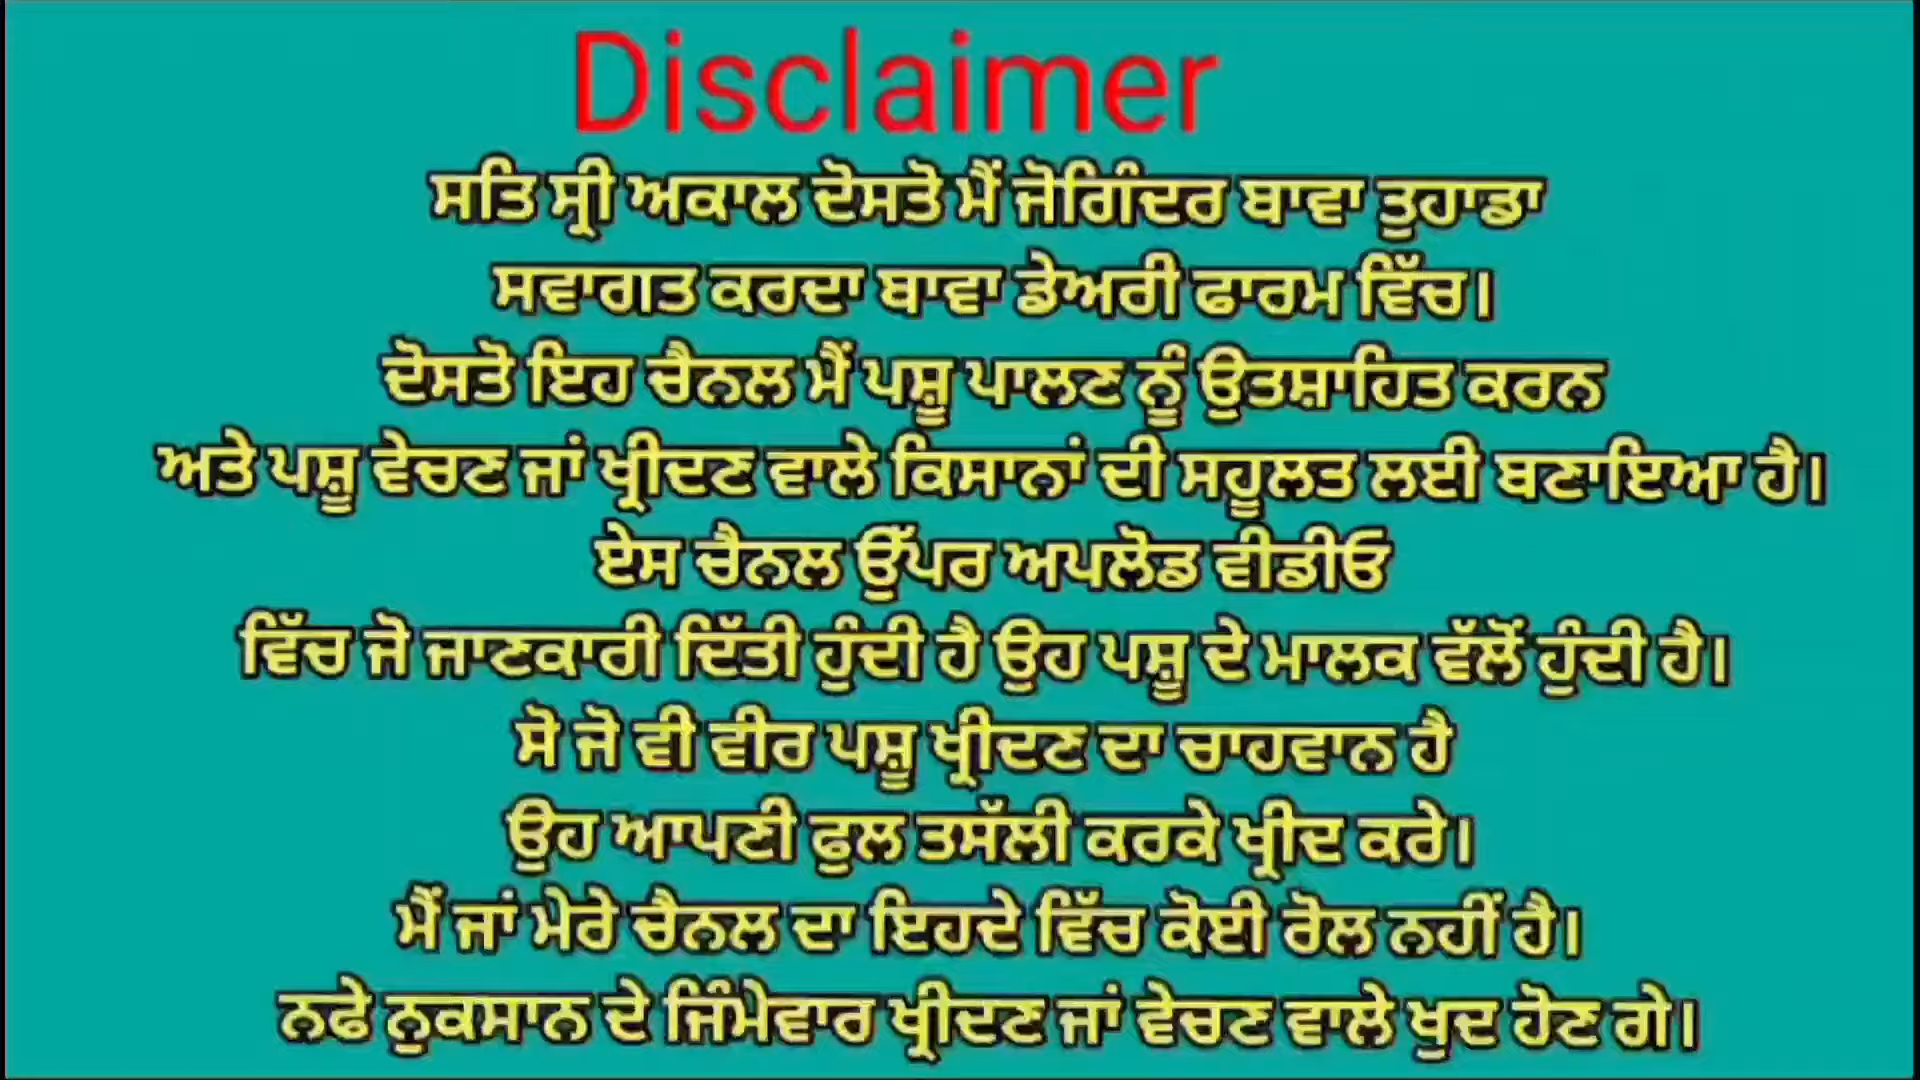 Disclaimer
ਸਤਿ ਸ੍ਰੀ ਅਕਾਲ ਦੋਸਤੋ ਮੈਂ ਜੋਗਿੰਦਰ ਬਾਵਾ ਤੁਹਾਡਾ
ਸਵਾਗਤ ਕਰਦਾ ਬਾਵਾ ਡੇਅਰੀ ਫਾਰਮ ਵਿੱਚ।
ਦੋਸਤੋ ਇਹ ਚੈਨਲ ਮੈਂ ਪਸ਼ੂ ਪਾਲਣ ਨੂੰ ਉਤਸ਼ਾਹਿਤ ਕਰਨ
ਅਤੇ ਪਸ਼ੂ ਵੇਚਣ ਜਾਂ ਖ੍ਰੀਦਣ ਵਾਲੇ ਕਿਸਾਨਾਂ ਦੀ ਸਹੂਲਤ ਲਈ ਬਣਾਇਆ ਹੈ।
ਏਸ ਚੈਨਲ ਉੱਪਰ ਅਪਲੋਡ ਵੀਡੀਓ
ਵਿੱਚ ਜੋ ਜਾਣਕਾਰੀ ਦਿੱਤੀ ਹੁੰਦੀ ਹੈ ਉਹ ਪਸ਼ੂ ਦੇ ਮਾਲਕ ਵੱਲੋਂ ਹੁੰਦੀ ਹੈ।
ਸੋ ਜੋ ਵੀ ਵੀਰ ਪਸ਼ੂ ਖ੍ਰੀਦਣ ਦਾ ਚਾਹਵਾਨ ਹੈ
ਉਹ ਆਪਣੀ ਫੁਲ ਤਸੱਲੀ ਕਰਕੇ ਖ੍ਰੀਦ ਕਰੇ।
ਮੈਂ ਜਾਂ ਮੇਰੇ ਚੈਨਲ ਦਾ ਇਹਦੇ ਵਿੱਚ ਕੋਈ ਰੋਲ ਨਹੀਂ ਹੈ।
ਨਫੇ ਨੁਕਸਾਨ ਦੇ ਜਿੰਮੇਵਾਰ ਖ੍ਰੀਦਣ ਜਾਂ ਵੇਚਣ ਵਾਲੇ ਖੁਦ ਹੋਣ ਗੇ।